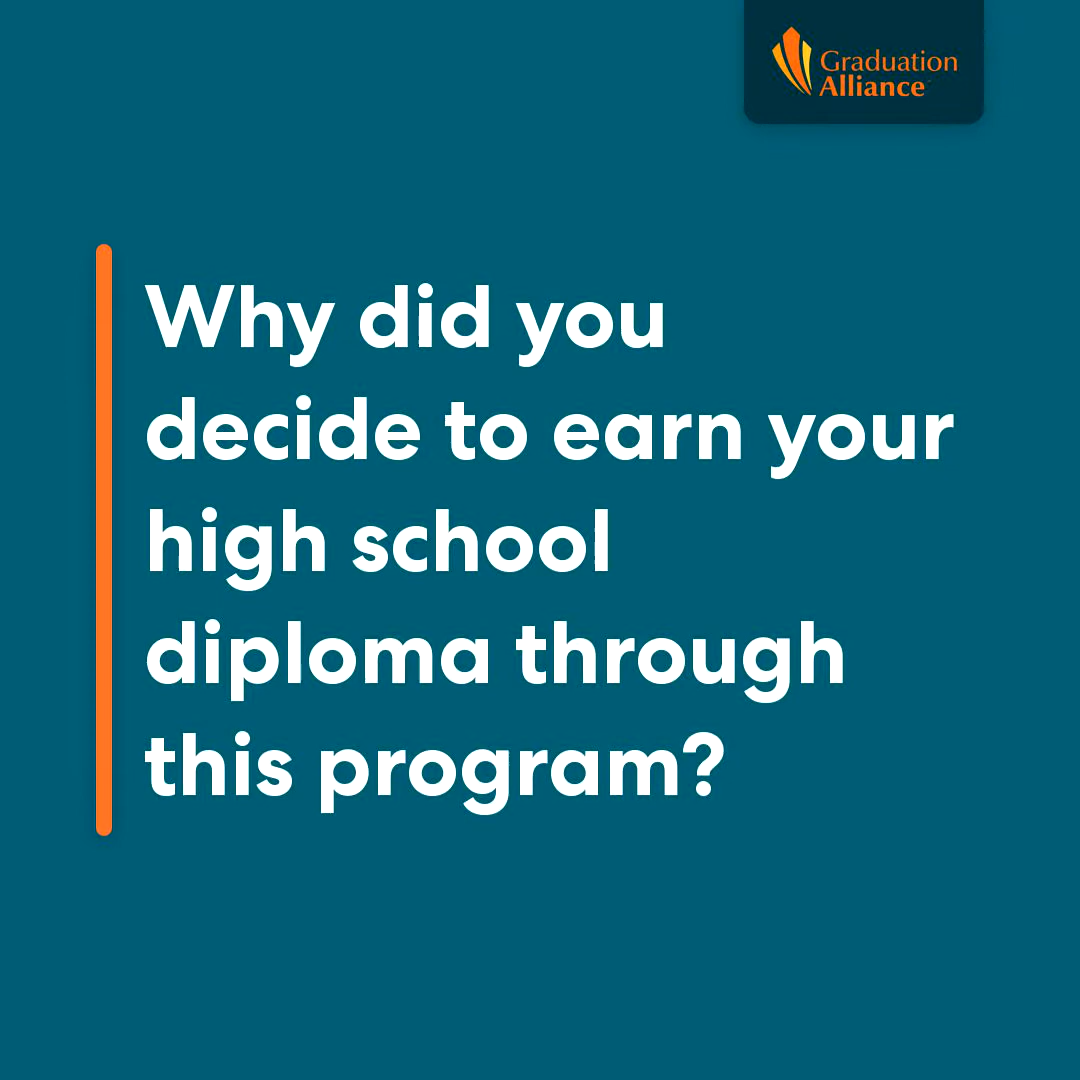 Graduation
Alliance
Why did you
decide to earn your
high school
diploma through
this program?